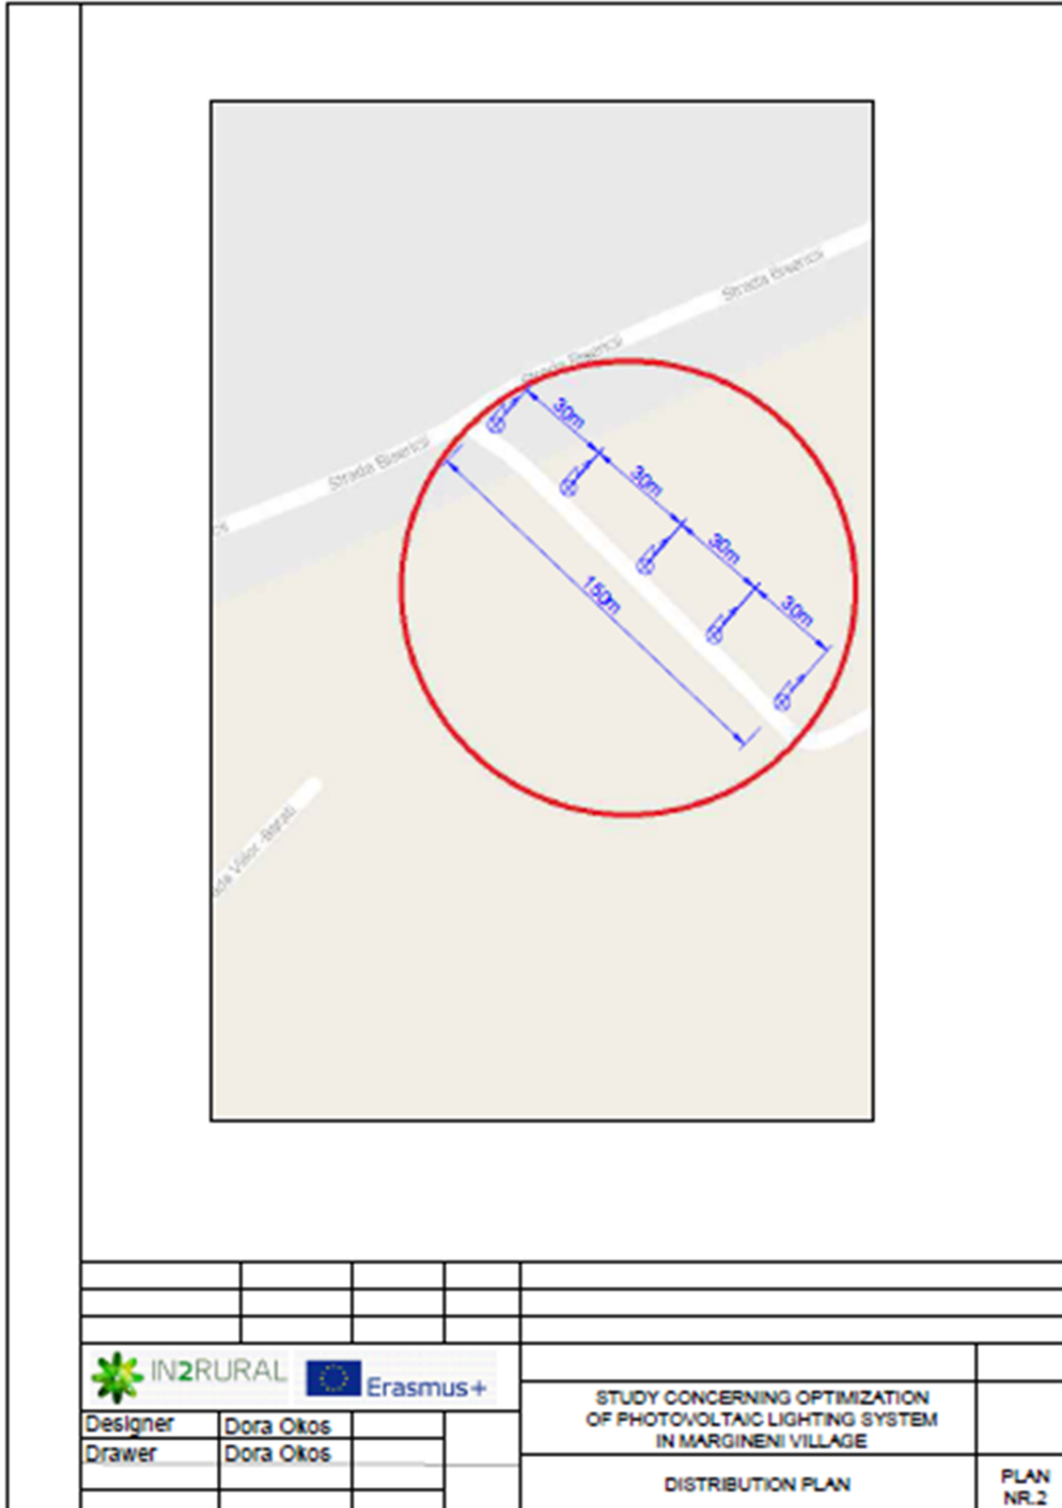 Strada Bisericii
Strada Bisericii
Strada Bisericii
30m
30m
30m
30m
150m
IN2RURAL
Erasmus+
Designer
Dora Okos
Drawer
Dora Okos
STUDY CONCERNING OPTIMIZATION
OF PHOTOVOLTAIC LIGHTING SYSTEM
IN MARGINENI VILLAGE
DISTRIBUTION PLAN
PLAN
NR.2